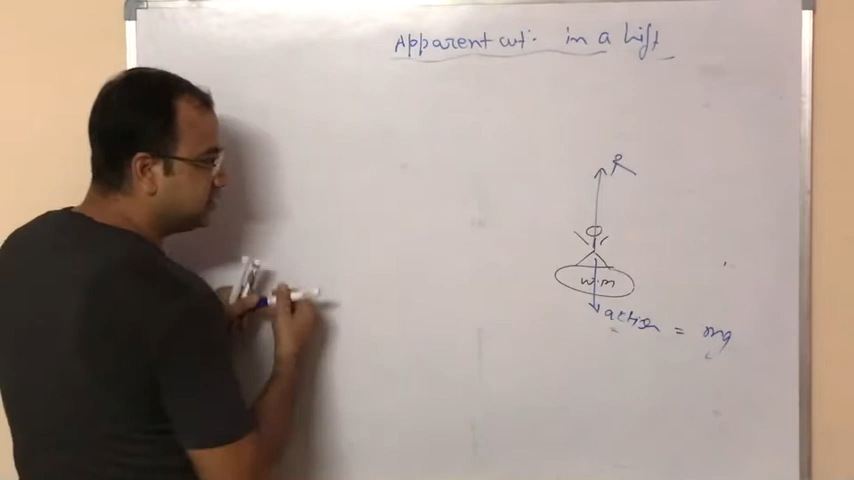 Apparent wt. in a Lift
R
w.m
action = mg